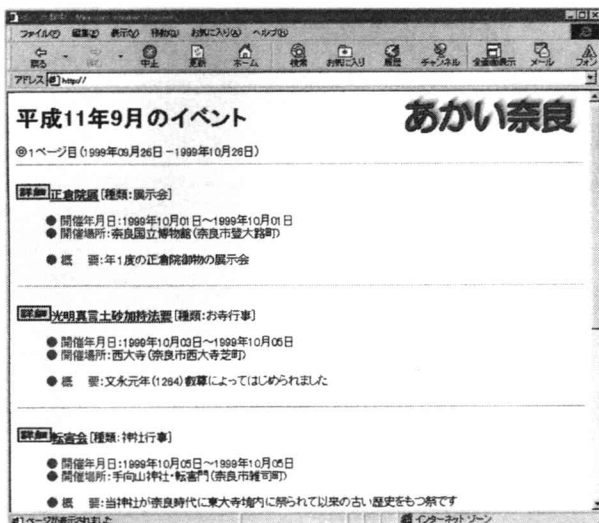 ファイル(F) 編集(E) 表示(V) 移動(G) お気に入り(A) ヘルプ(H)
戻る 中止 更新 ホーム 検索 お気に入り 履歴 チャンネル 全画面表示 メール フォン
アドレス http://
平成11年9月のイベント
あかい奈良
◎1ページ目(1999年09月26日－1999年10月26日)
詳細 正倉院展[種類:展示会]
●開催年月日:1999年10月01日～1999年10月01日
●開催場所:奈良国立博物館(奈良市登大路町)
●概　要:年1度の正倉院御物の展示会
詳細 光明真言土砂加持法要[種類:お寺行事]
●開催年月日:1999年10月03日～1999年10月05日
●開催場所:西大寺(奈良市西大寺芝町)
●概　要:文永元年(1264)叡尊によってはじめられました
詳細 転害会[種類:神社行事]
●開催年月日:1999年10月05日～1999年10月05日
●開催場所:手向山神社・転害門(奈良市雑司町)
●概　要:当神社が奈良時代に東大寺境内に祭られて以来の古い歴史をもつ祭です
ページが表示されました
インターネット ゾーン